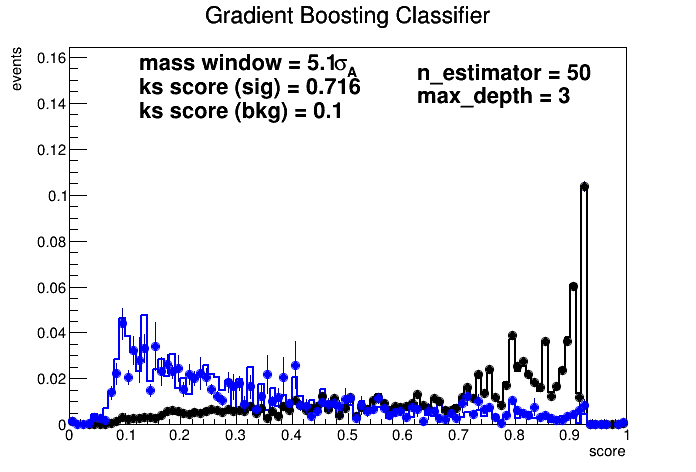 Gradient Boosting Classifier
events
mass window = 5.1σA
ks score (sig) = 0.716
ks score (bkg) = 0.1
n_estimator = 50
max_depth = 3
0.16
0.14
0.12
0.1
0.08
0.06
0.04
0.02
0
0 0.1 0.2 0.3 0.4 0.5 0.6 0.7 0.8 0.9 1
score